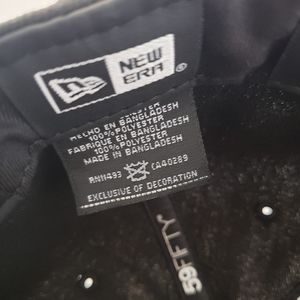 NEW
ERA®
HECHO EN BANGLADESH
100% POLYESTER
FABRIQUE EN BANGLADESH
100% POLYESTER
MADE IN BANGLADESH
RN11493 CA40289
EXCLUSIVE OF DECORATION
59FIFTY